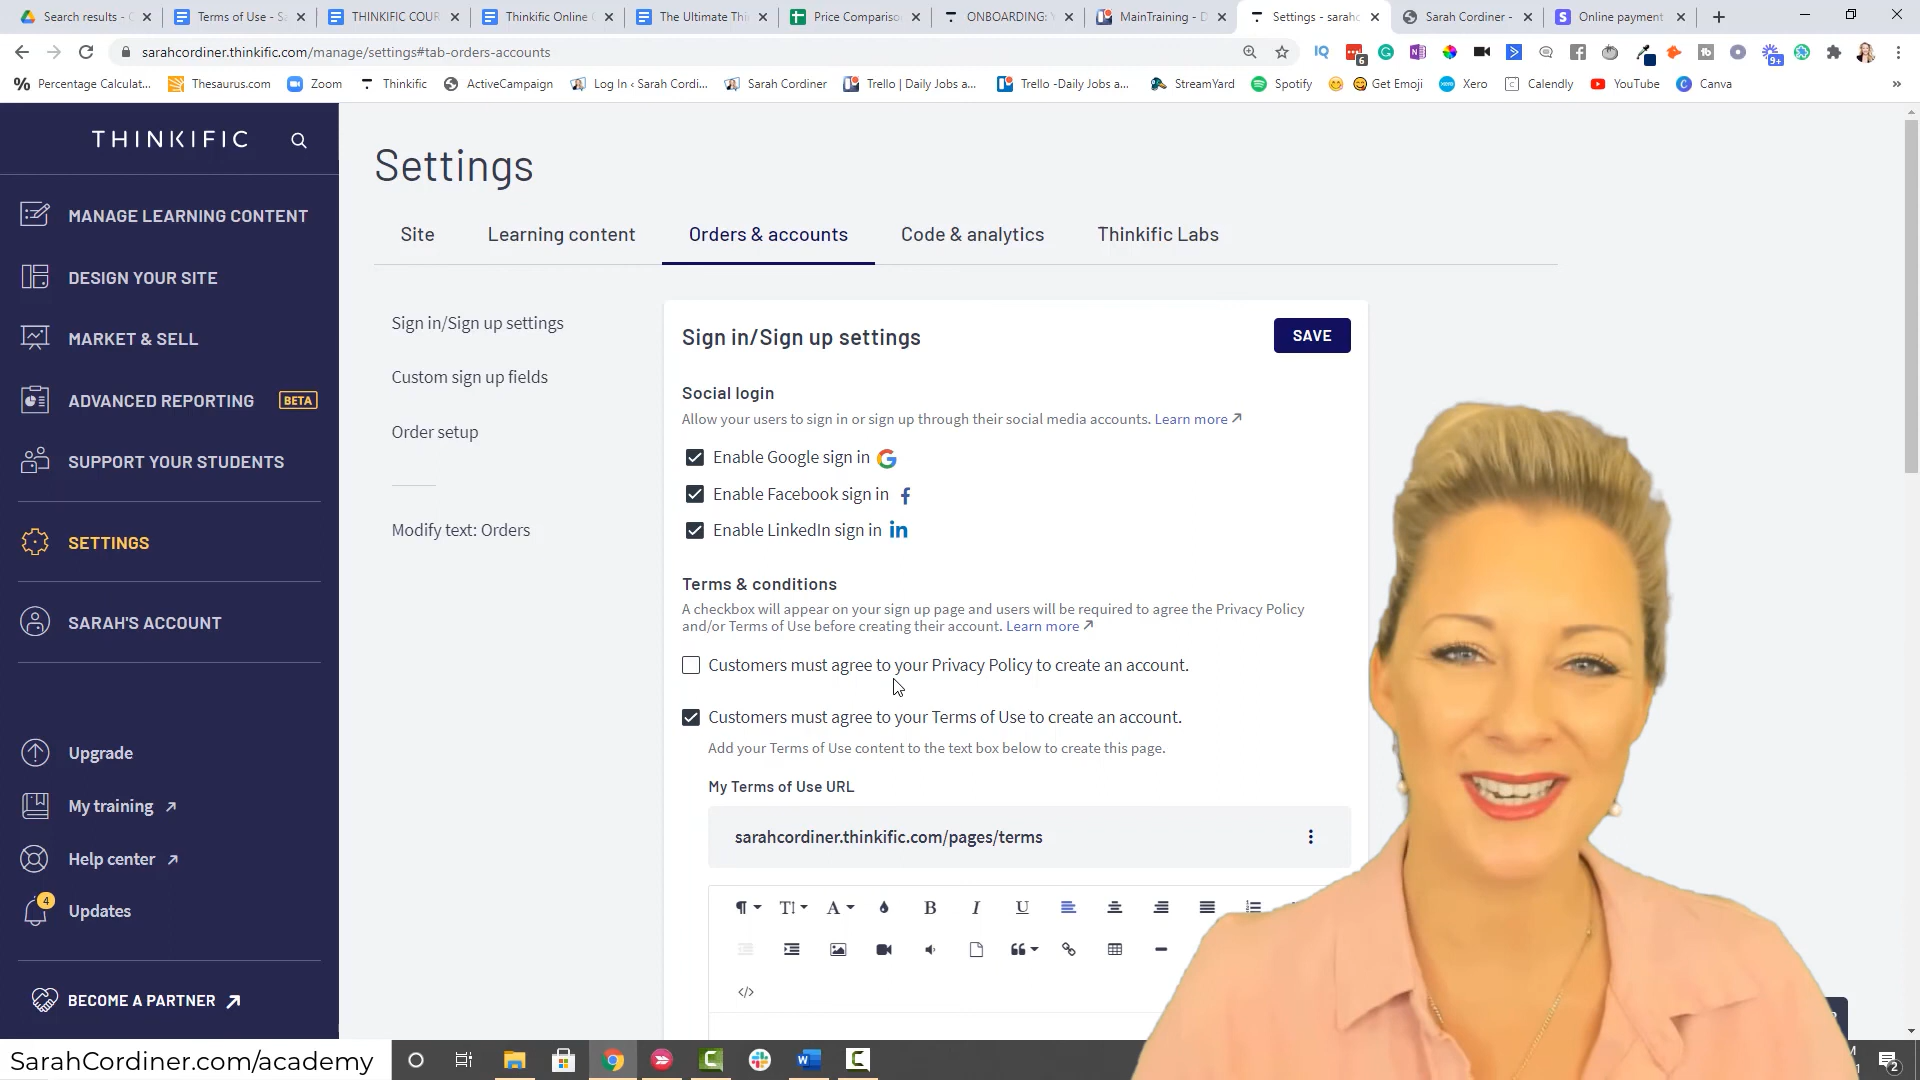 Search results - G
Terms of Use - Sa
THINKIFIC COUR
Thinkific Online C
The Ultimate Thi
Price Compariso
ONBOARDING: Y
MainTraining - D
Settings - sarahc
Sarah Cordiner -
Online payment
sarahcordiner.thinkific.com/manage/settings#tab-orders-accounts
Percentage Calculat...
Thesaurus.com
Zoom
Thinkific
ActiveCampaign
Log In ‹ Sarah Cordi...
Sarah Cordiner
Trello | Daily Jobs a...
Trello -Daily Jobs a...
StreamYard
Spotify
Get Emoji
Xero
Calendly
YouTube
Canva
THINKIFIC
MANAGE LEARNING CONTENT
DESIGN YOUR SITE
MARKET & SELL
ADVANCED REPORTING BETA
SUPPORT YOUR STUDENTS
SETTINGS
SARAH'S ACCOUNT
Upgrade
My training
Help center
4
Updates
BECOME A PARTNER
Settings
Site
Learning content
Orders & accounts
Code & analytics
Thinkific Labs
Sign in/Sign up settings
Custom sign up fields
Order setup
Modify text: Orders
Sign in/Sign up settings
SAVE
Social login
Allow your users to sign in or sign up through their social media accounts. Learn more
Enable Google sign in
Enable Facebook sign in
Enable LinkedIn sign in
Terms & conditions
A checkbox will appear on your sign up page and users will be required to agree the Privacy Policy
and/or Terms of Use before creating their account. Learn more
Customers must agree to your Privacy Policy to create an account.
Customers must agree to your Terms of Use to create an account.
Add your Terms of Use content to the text box below to create this page.
My Terms of Use URL
sarahcordiner.thinkific.com/pages/terms
SarahCordiner.com/academy